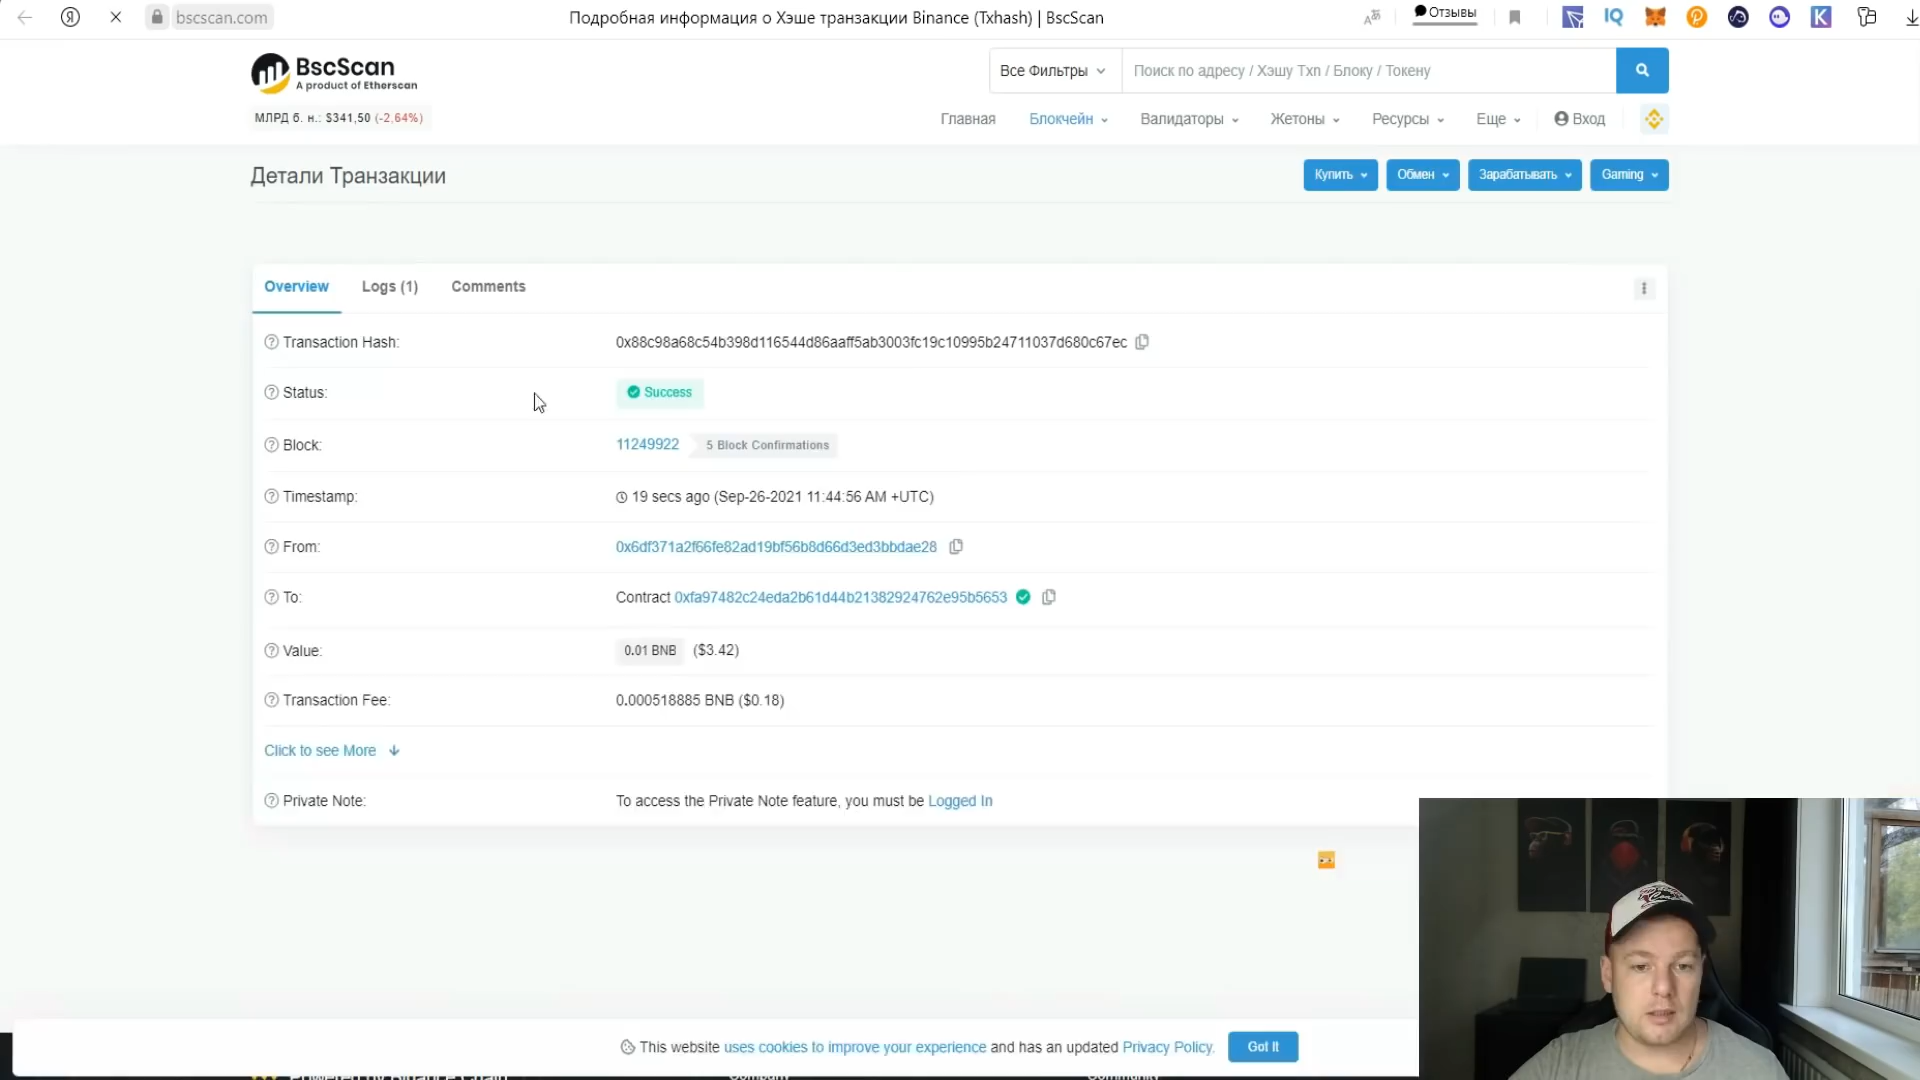 bscscan.com
Подробная информация о Хэше транзакции Binance (Txhash) | BscScan
Отзывы
BscScan
A product of Etherscan
Все Фильтры
Поиск по адресу / Хэшу Txn / Блоку / Токену
МЛРД б. н.: $341,50 (-2,64%)
Главная
Блокчейн
Валидаторы
Жетоны
Ресурсы
Еще
Вход
Детали Транзакции
Купить
Обмен
Зарабатывать
Gaming
Overview
Logs (1)
Comments
Transaction Hash:
0x88c98a68c54b398d116544d86aaff5ab3003fc19c10995b24711037d680c67ec
Status:
Success
Block:
11249922
5 Block Confirmations
Timestamp:
19 secs ago (Sep-26-2021 11:44:56 AM +UTC)
From:
0x6df371a2f66fe82ad19bf56b8d66d3ed3bbdae28
To:
Contract 0xfa97482c24eda2b61d44b21382924762e95b5653
Value:
0.01 BNB ($3.42)
Transaction Fee:
0.000518885 BNB ($0.18)
Click to see More
Private Note:
To access the Private Note feature, you must be Logged In
This website uses cookies to improve your experience and has an updated Privacy Policy.
Got It